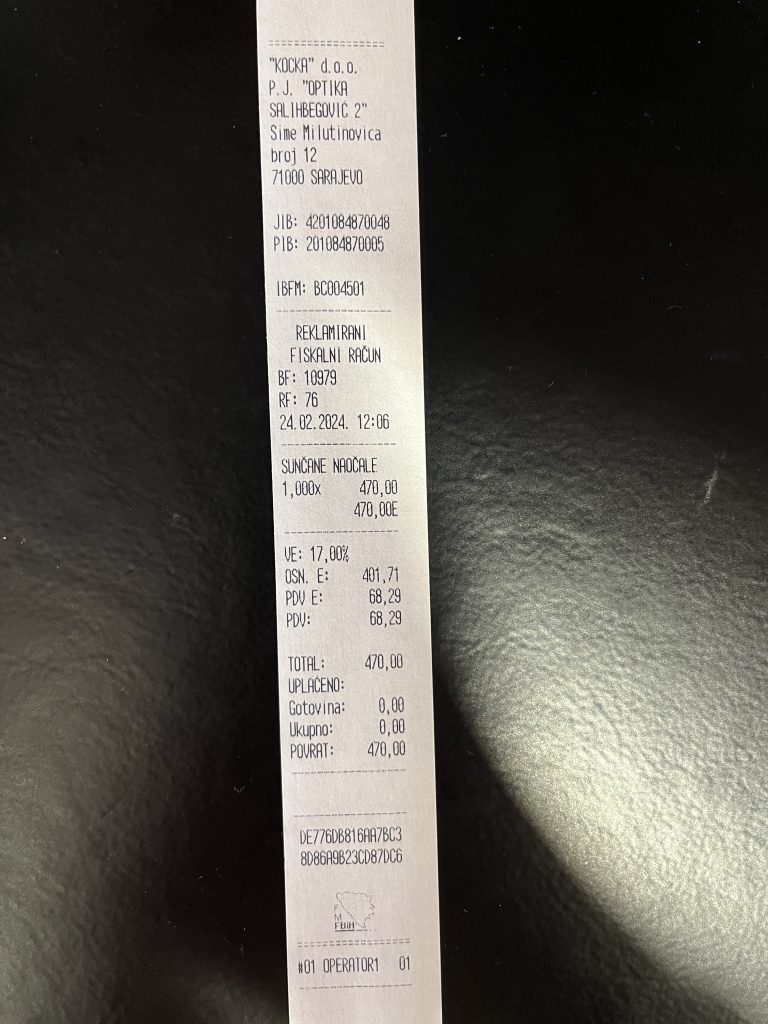 "KOCKA" d.o.o.
P.J. "OPTIKA
SALIHBEGOVIĆ 2"
Sime Milutinovica
broj 12
71000 SARAJEVO
JIB: 4201084870048
PIB: 201084870005
IBFM: BC004501
REKLAMIRANI
FISKALNI RAČUN
BF: 10979
RF: 76
24.02.2024. 12:06
SUNČANE NAOČALE
1,000x 470,00
470,00E
VE: 17,00%
OSN. E: 401,71
PDV E: 68,29
PDV: 68,29
TOTAL: 470,00
UPLAĆENO:
Gotovina: 0,00
Ukupno: 0,00
POVRAT: 470,00
DE776DB816AA7BC3
8D86A9B23CD87DC6
F
M
FBiH
#01 OPERATOR1 01